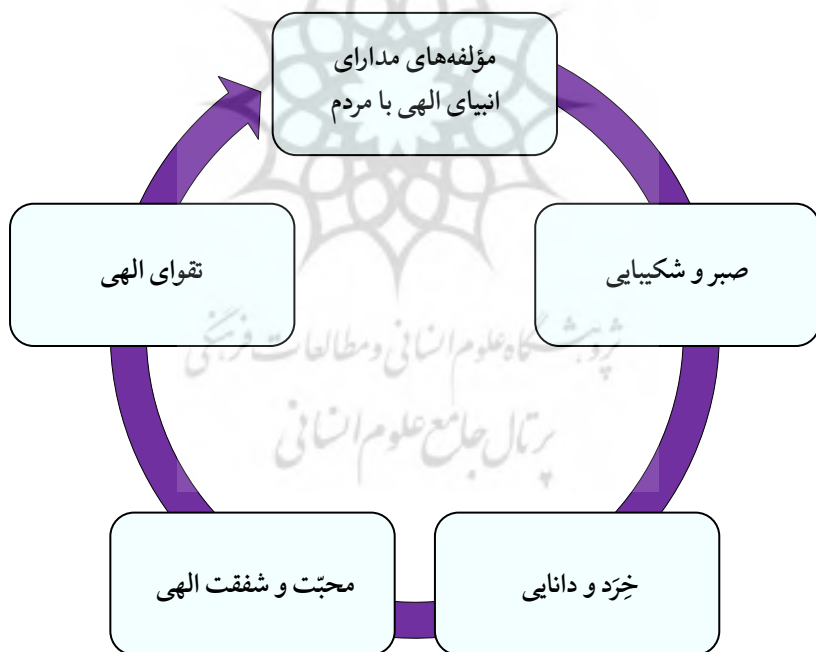 مؤلفه‌های مدارای
انبیای الهی با مردم
صبر و شکیبایی
خِرَد و دانایی
محبّت و شفقت الهی
تقوای الهی
پژوهشگاه علوم انسانی و مطالعات فرهنگی
پرتال جامع علوم انسانی